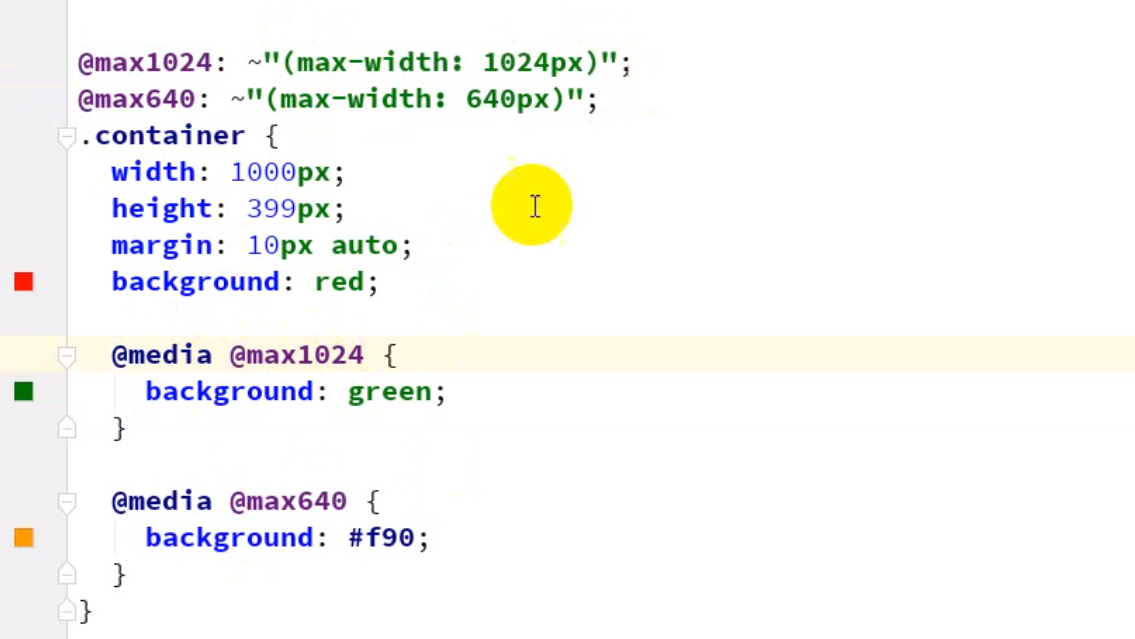 @max1024: ~"(max-width: 1024px)";
@max640: ~"(max-width: 640px)";
.container {
width: 1000px;
height: 399px;
margin: 10px auto;
background: red;
@media @max1024 {
background: green;
}
@media @max640 {
background: #f90;
}
}